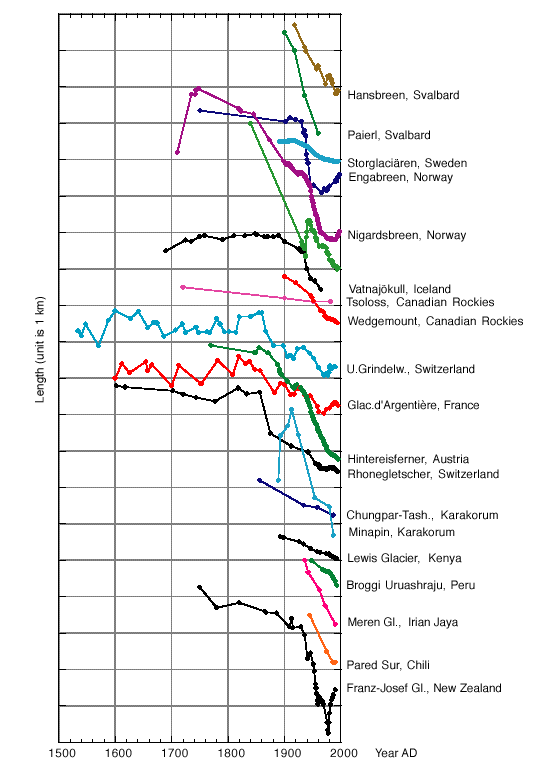 Hansbreen, Svalbard
Paierl, Svalbard
Storglaciären, Sweden
Engabreen, Norway
Nigardsbreen, Norway
Vatnajökull, Iceland
Tsoloss, Canadian Rockies
Wedgemount, Canadian Rockies
U.Grindelw., Switzerland
Glac.d'Argentière, France
Hintereisferner, Austria
Rhonegletscher, Switzerland
Chungpar-Tash., Karakorum
Minapin, Karakorum
Lewis Glacier, Kenya
Broggi Uruashraju, Peru
Meren Gl., Irian Jaya
Pared Sur, Chili
Franz-Josef Gl., New Zealand
Length (unit is 1 km)
1500 1600 1700 1800 1900 2000 Year AD